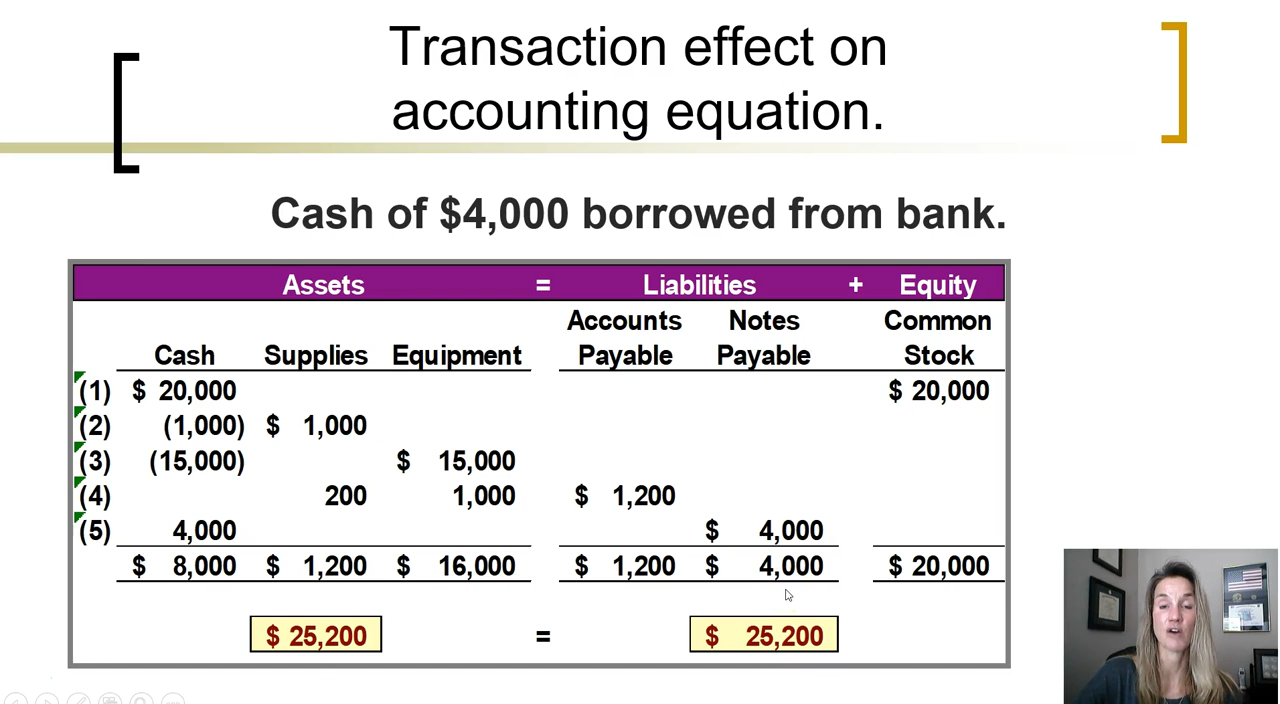 Transaction effect on
accounting equation.
Cash of $4,000 borrowed from bank.
Assets = Liabilities + Equity
Accounts Notes Common
Cash Supplies Equipment Payable Payable Stock
(1) $ 20,000 $ 20,000
(2) (1,000) $ 1,000
(3) (15,000) $ 15,000
(4) 200 1,000 $ 1,200
(5) 4,000 $ 4,000
$ 8,000 $ 1,200 $ 16,000 $ 1,200 $ 4,000 $ 20,000
$ 25,200 = $ 25,200